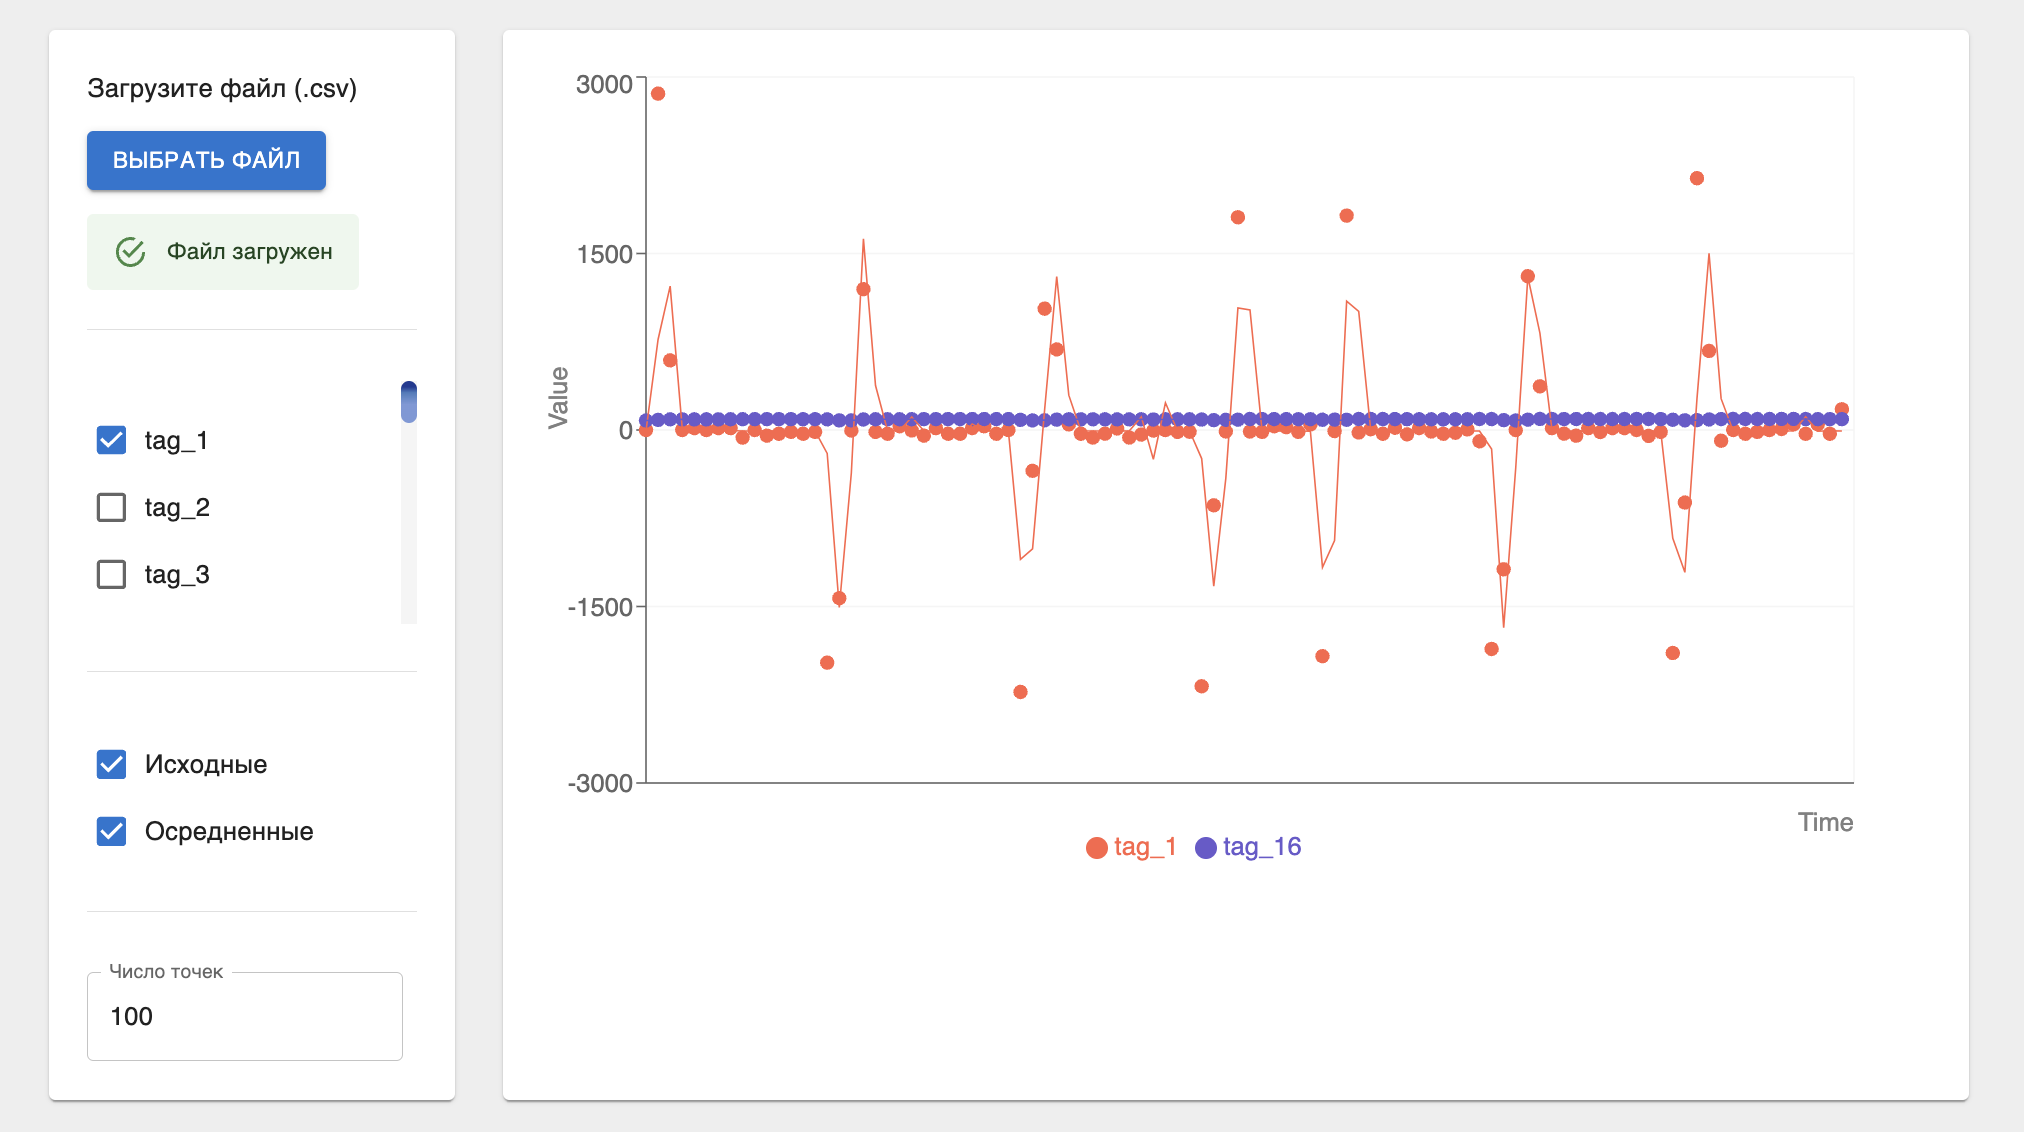 Загрузите файл (.csv)
ВЫБРАТЬ ФАЙЛ
Файл загружен
tag_1
tag_2
tag_3
Исходные
Осредненные
Число точек
100
3000
1500
0
-1500
-3000
Value
Time
tag_1 tag_16